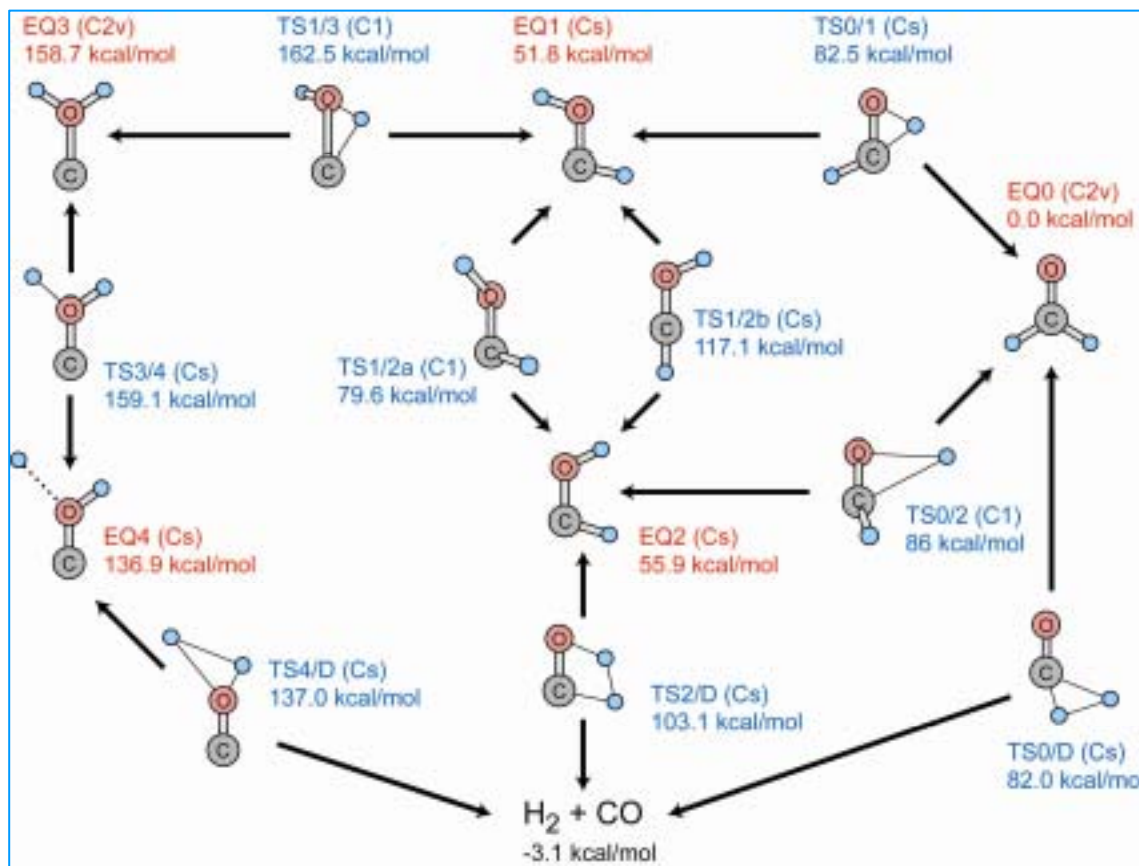 EQ3 (C2v)
158.7 kcal/mol
TS1/3 (C1)
162.5 kcal/mol
EQ1 (Cs)
51.8 kcal/mol
TS0/1 (Cs)
82.5 kcal/mol
O
C
O
C
O
C
O
C
EQ0 (C2v)
0.0 kcal/mol
O
C
O
C
TS3/4 (Cs)
159.1 kcal/mol
O
C
TS1/2a (C1)
79.6 kcal/mol
O
C
TS1/2b (Cs)
117.1 kcal/mol
O
C
EQ4 (Cs)
136.9 kcal/mol
O
C
EQ2 (Cs)
55.9 kcal/mol
O
C
TS0/2 (C1)
86 kcal/mol
O
C
TS4/D (Cs)
137.0 kcal/mol
O
C
TS2/D (Cs)
103.1 kcal/mol
O
C
TS0/D (Cs)
82.0 kcal/mo
H2 + CO
-3.1 kcal/mol